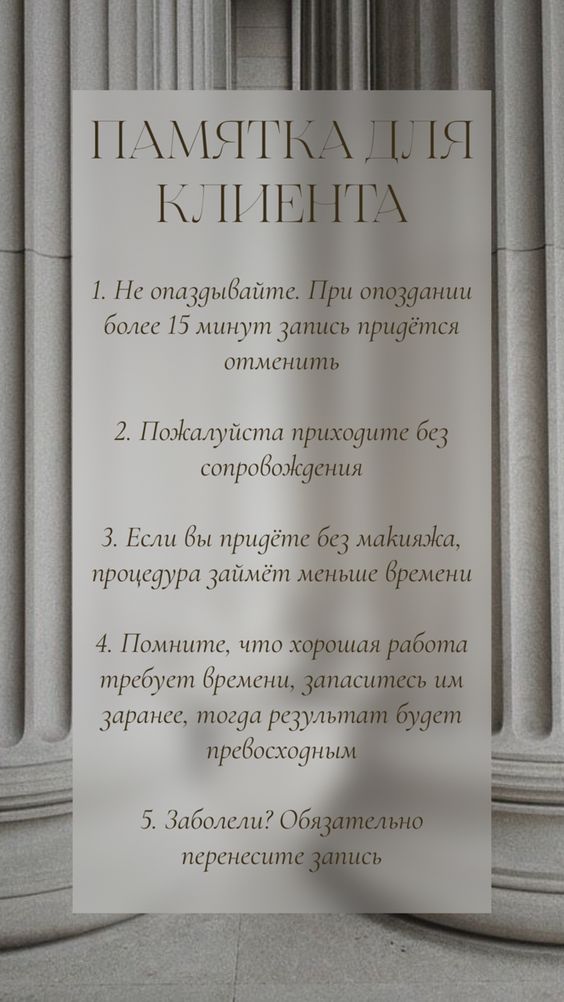 ПАМЯТКА ДЛЯ
КЛИЕНТА
1. Не опаздывайте. При опоздании
более 15 минут запись придётся
отменить
2. Пожалуйста приходите без
сопровождения
3. Если вы придёте без макияжа,
процедура займёт меньше времени
4. Помните, что хорошая работа
требует времени, запаситесь им
заранее, тогда результат будет
превосходным
5. Заболели? Обязательно
перенесите запись